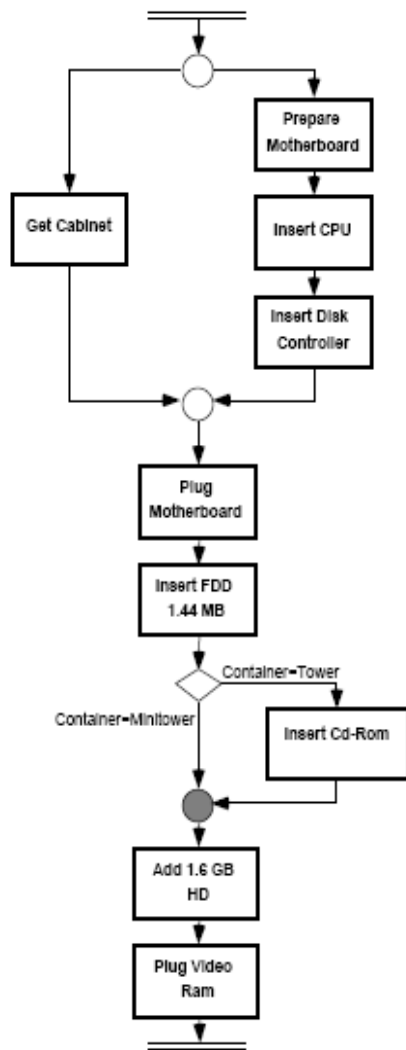 Prepare
Motherboard
Get Cabinet
Insert CPU
Insert Disk
Controller
Plug
Motherboard
Insert FDD
1.44 MB
Container=Tower
Container=Minitower
Insert Cd-Rom
Add 1.6 GB
HD
Plug Video
Ram